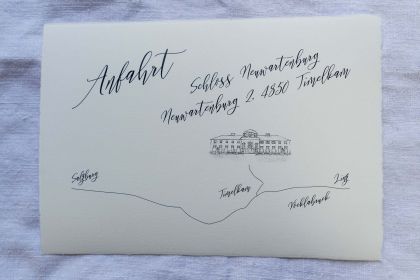 Anfahrt
Schloss Neuwartenburg
Neuwartenburg 2, 4850 Timelkam
Salzburg
Timelkam
Linz
Vöcklabruck